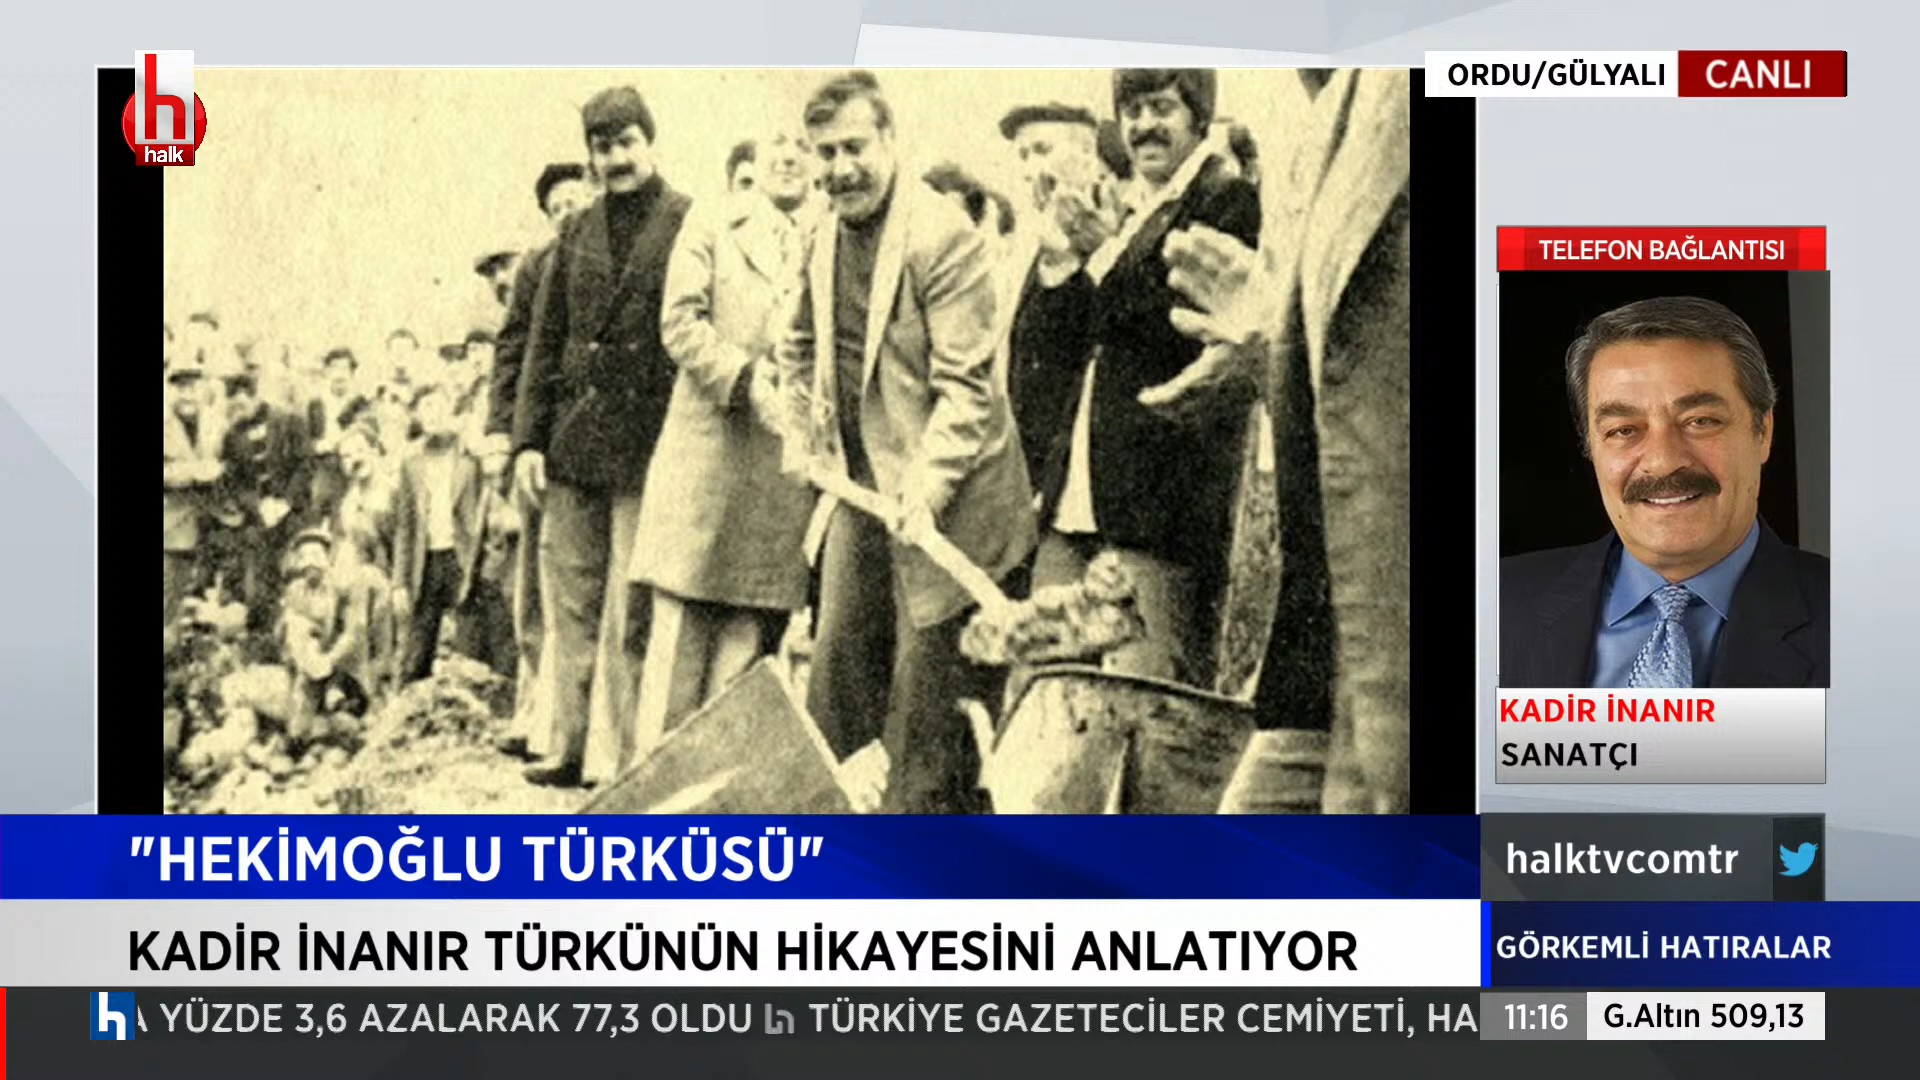 h
halk
ORDU/GÜLYALI CANLI
TELEFON BAĞLANTISI
KADİR İNANIR
SANATÇI
"HEKİMOĞLU TÜRKÜSÜ"
halktvcomtr
KADİR İNANIR TÜRKÜNÜN HİKAYESİNİ ANLATIYOR
GÖRKEMLİ HATIRALAR
h A YÜZDE 3,6 AZALARAK 77,3 OLDU h TÜRKİYE GAZETECİLER CEMİYETİ, HA
11:16 G.Altın 509,13